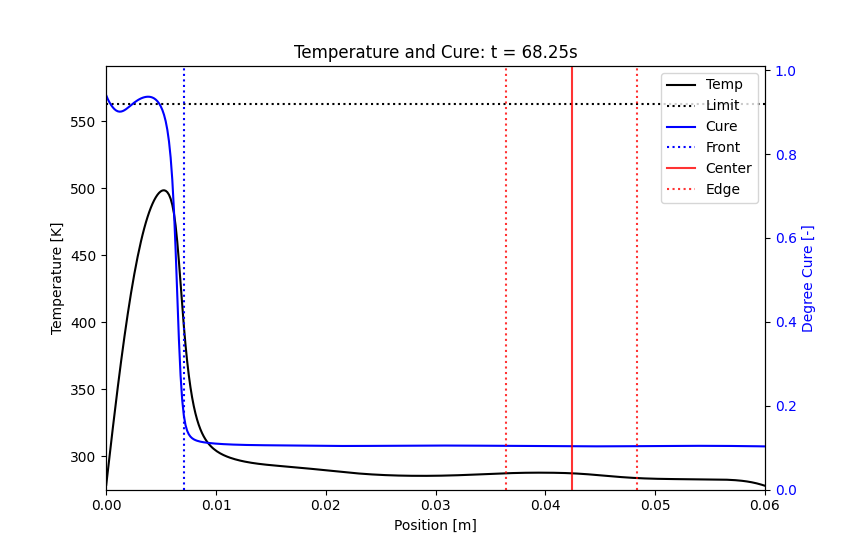 Temperature and Cure: t = 68.25s
Temperature [K]
550
500
450
400
350
300
1.0
0.8
0.6
0.4
0.2
0.0
Degree Cure [-]
Temp
Limit
Cure
Front
Center
Edge
0.00 0.01 0.02 0.03 0.04 0.05 0.06
Position [m]